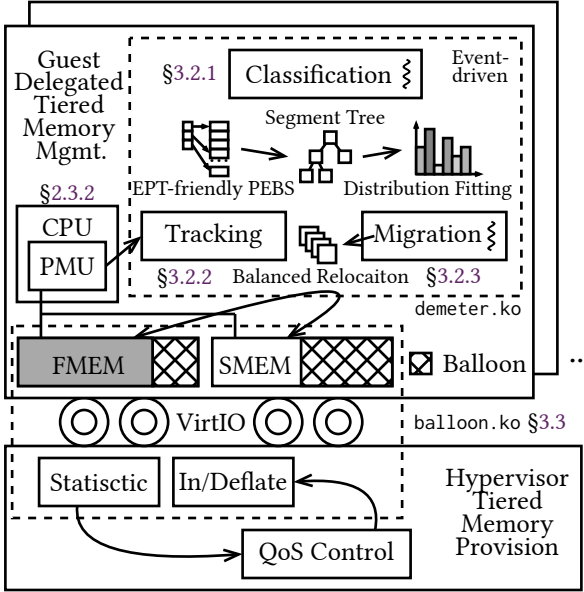 Guest
Delegated
Tiered
Memory
Mgmt.
§3.2.1
Classification
Event-
driven
Segment Tree
EPT-friendly PEBS
Distribution Fitting
§2.3.2
CPU
PMU
Tracking
Migration
§3.2.2
Balanced Relocaiton
§3.2.3
demeter.ko
FMEM
SMEM
Balloon
..
VirtIO
balloon.ko §3.3
Statisctic
In/Deflate
Hypervisor
Tiered
Memory
Provision
QoS Control